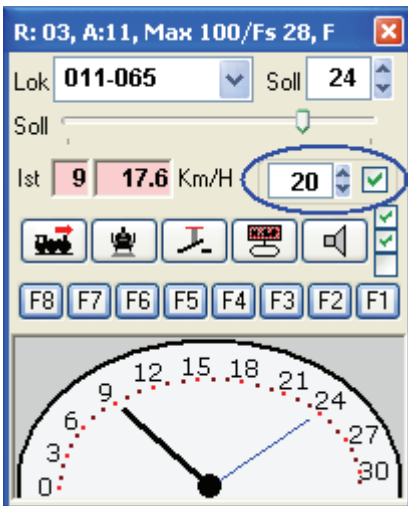 R: 03, A:11, Max 100/Fs 28, F
Lok 011-065 Soll 24
Soll
Ist 9 17.6 Km/H 20
F8 F7 F6 F5 F4 F3 F2 F1
0 3 6 9 12 15 18 21 24 27 30